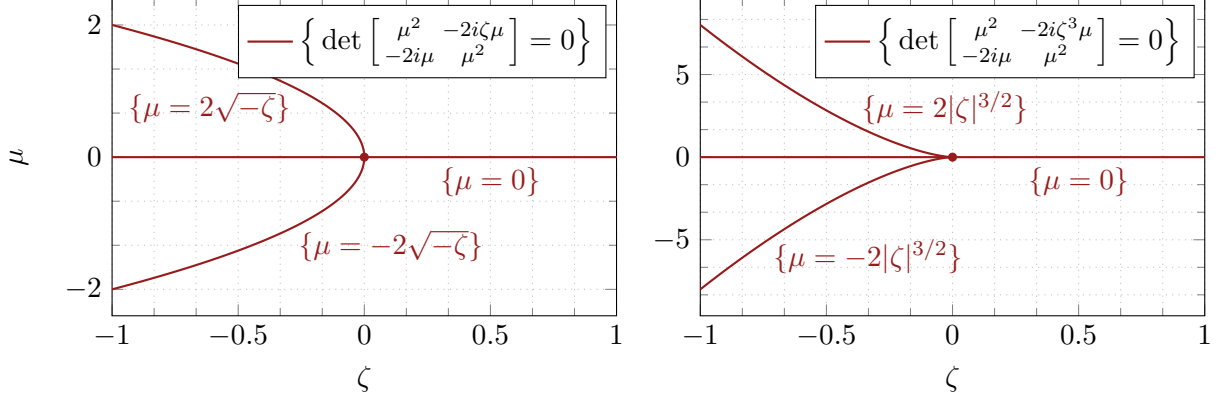 { det [ μ² −2iζμ −2iμ μ² ] = 0}
{μ = 2√−ζ}
{μ = 0}
{μ = −2√−ζ}
2
0
−2
μ
−1
−0.5
0
0.5
1
ζ
{ det [ μ² −2iζ³μ −2iμ μ² ] = 0}
{μ = 2|ζ|^{3/2}}
{μ = 0}
{μ = −2|ζ|^{3/2}}
5
0
−5
−1
−0.5
0
0.5
1
ζ